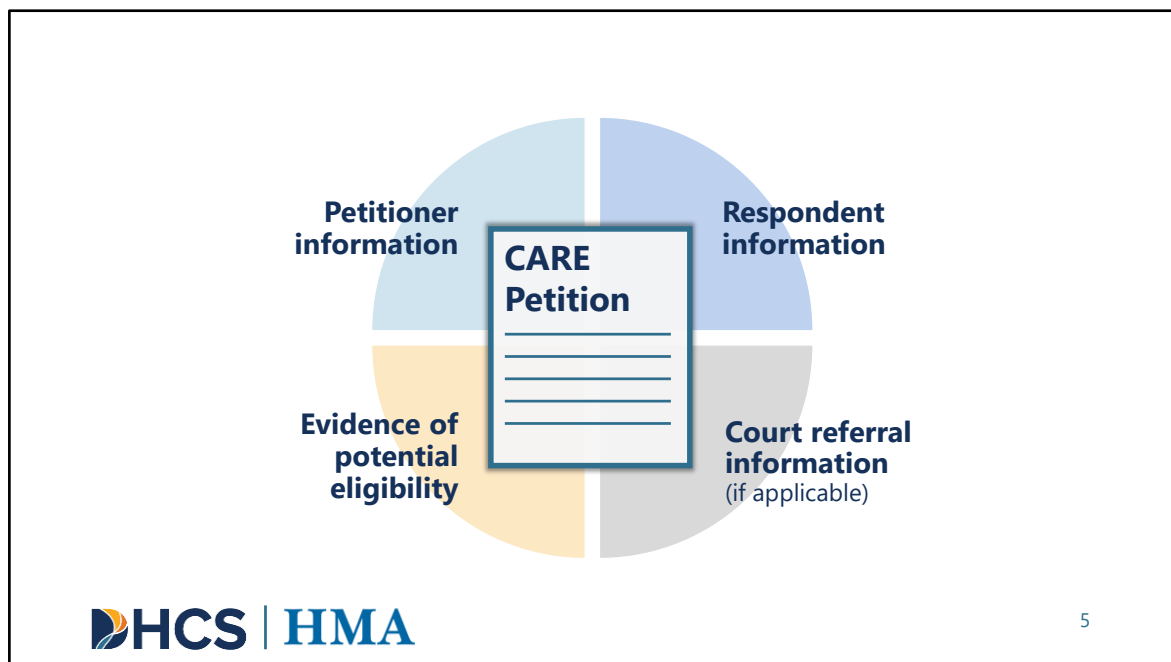 Petitioner
information
Respondent
information
CARE
Petition
Evidence of
potential
eligibility
Court referral
information
(if applicable)
DHCS | HMA
5